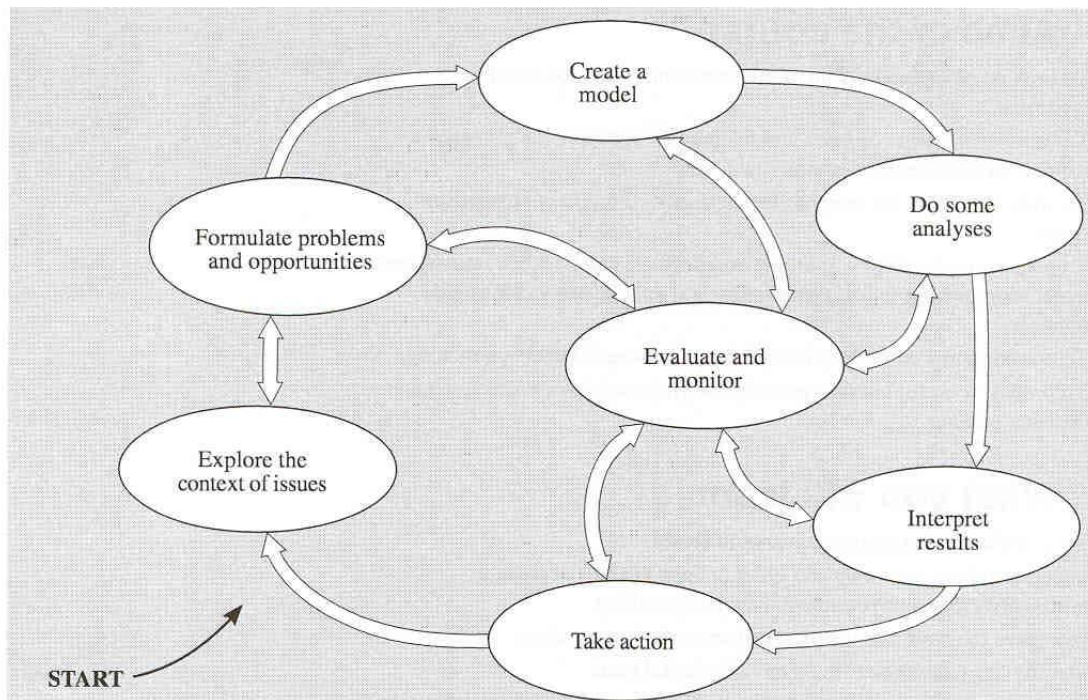 Create a
model
Do some
analyses
Formulate problems
and opportunities
Evaluate and
monitor
Explore the
context of issues
Interpret
results
Take action
START